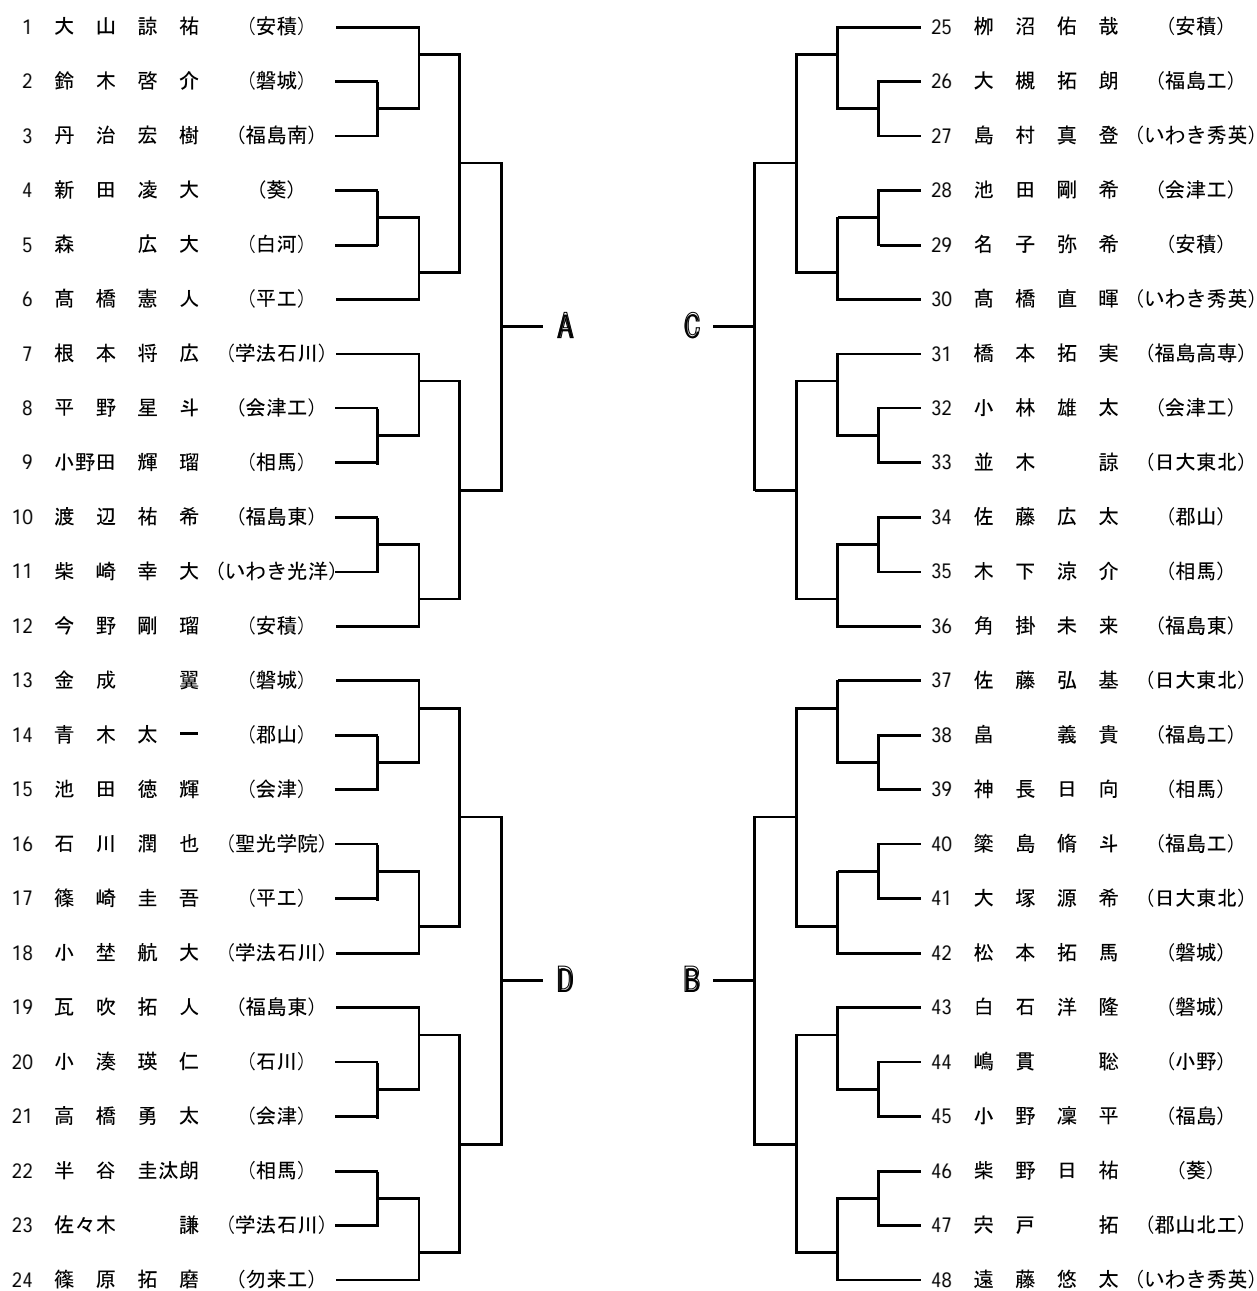 1 大山諒祐 (安積)
2 鈴木啓介 (磐城)
3 丹治宏樹 (福島南)
4 新田凌大 (葵)
5 森 広大 (白河)
6 髙橋憲人 (平工)
A
7 根本将広 (学法石川)
8 平野星斗 (会津工)
9 小野田輝瑠 (相馬)
10 渡辺祐希 (福島東)
11 柴崎幸大 (いわき光洋)
12 今野剛瑠 (安積)
13 金成 翼 (磐城)
14 青木太一 (郡山)
15 池田徳輝 (会津)
16 石川潤也 (聖光学院)
17 篠崎圭吾 (平工)
18 小埜航大 (学法石川)
D
19 瓦吹拓人 (福島東)
20 小湊瑛仁 (石川)
21 高橋勇太 (会津)
22 半谷圭汰朗 (相馬)
23 佐々木 謙 (学法石川)
24 篠原拓磨 (勿来工)
25 栁沼佑哉 (安積)
26 大槻拓朗 (福島工)
27 島村真登 (いわき秀英)
28 池田剛希 (会津工)
29 名子弥希 (安積)
30 髙橋直暉 (いわき秀英)
C
31 橋本拓実 (福島高専)
32 小林雄太 (会津工)
33 並木 諒 (日大東北)
34 佐藤広太 (郡山)
35 木下涼介 (相馬)
36 角掛未来 (福島東)
37 佐藤弘基 (日大東北)
38 畠 義貴 (福島工)
39 神長日向 (相馬)
40 簗島脩斗 (福島工)
41 大塚源希 (日大東北)
42 松本拓馬 (磐城)
B
43 白石洋隆 (磐城)
44 嶋貫 聡 (小野)
45 小野凜平 (福島)
46 柴野日祐 (葵)
47 宍戸 拓 (郡山北工)
48 遠藤悠太 (いわき秀英)